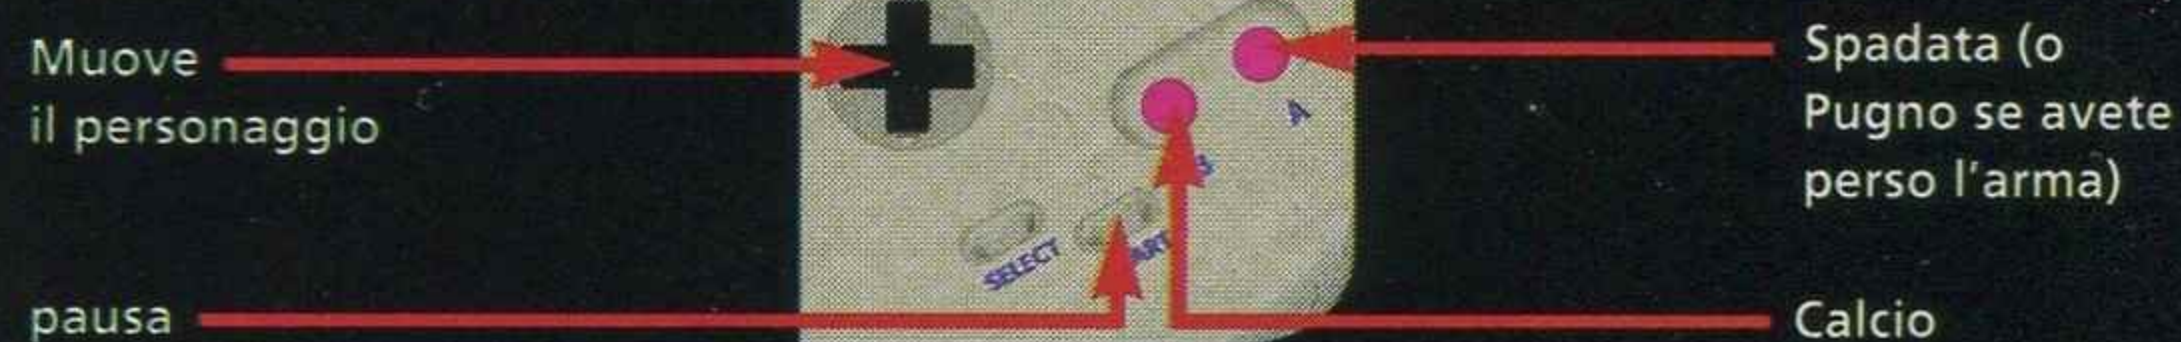 Muove
il personaggio
pausa
A
SELECT
Spadata (o
Pugno se avete
perso l'arma)
Calcio